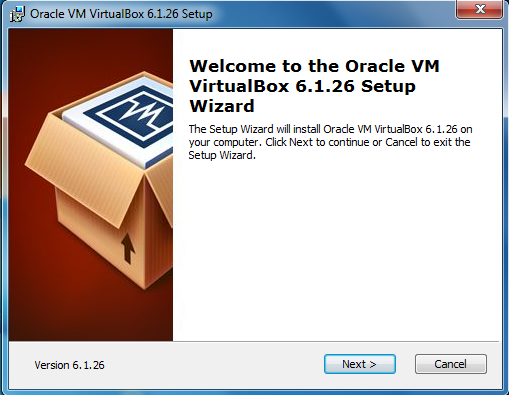 Oracle VM VirtualBox 6.1.26 Setup
Welcome to the Oracle VM
VirtualBox 6.1.26 Setup
Wizard
The Setup Wizard will install Oracle VM VirtualBox 6.1.26 on
your computer. Click Next to continue or Cancel to exit the
Setup Wizard.
Version 6.1.26
Next >
Cancel